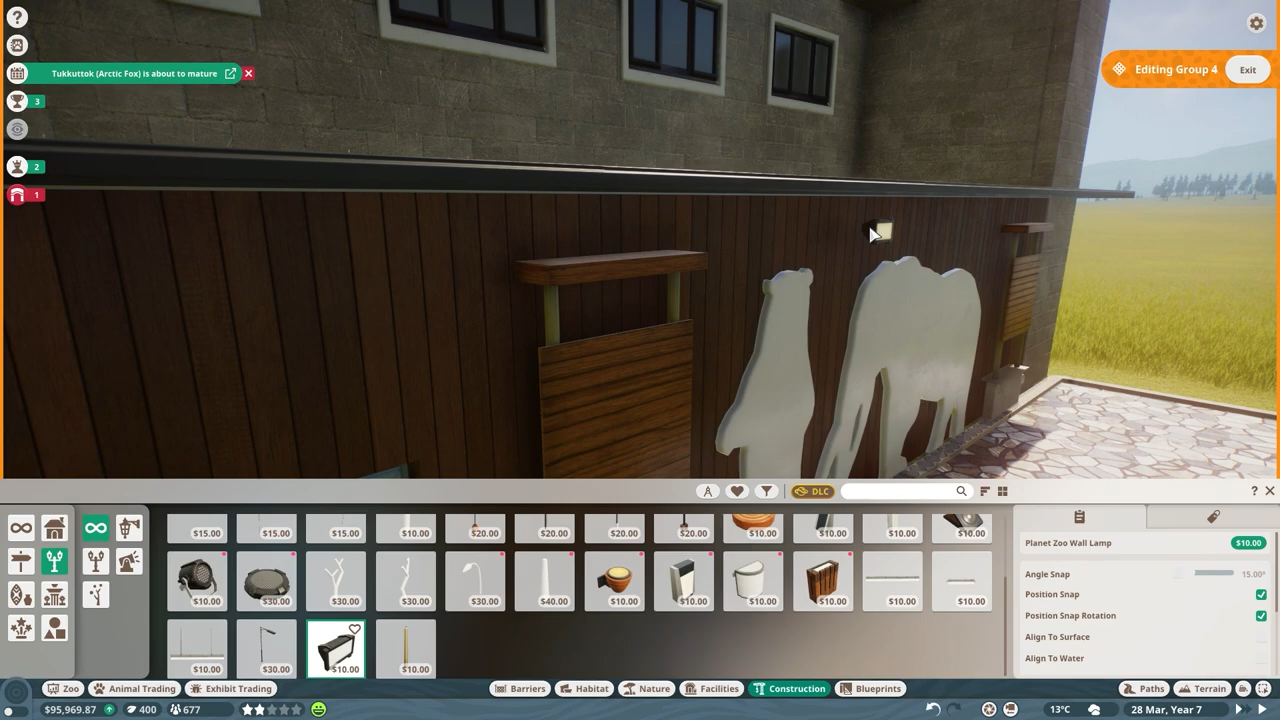 ?
Tukkuttok (Arctic Fox) is about to mature
3
2
1
Editing Group 4
Exit
DLC
?
$15.00
$15.00
$15.00
$10.00
$20.00
$20.00
$20.00
$20.00
$10.00
$10.00
$10.00
$10.00
$10.00
$30.00
$30.00
$30.00
$30.00
$40.00
$10.00
$10.00
$10.00
$10.00
$10.00
$10.00
$10.00
$30.00
$10.00
$10.00
Planet Zoo Wall Lamp
$10.00
Angle Snap
15.00°
Position Snap
Position Snap Rotation
Align To Surface
Align To Water
Zoo
Animal Trading
Exhibit Trading
Barriers
Habitat
Nature
Facilities
Construction
Blueprints
Paths
Terrain
$95,969.87
400
677
13°C
28 Mar, Year 7